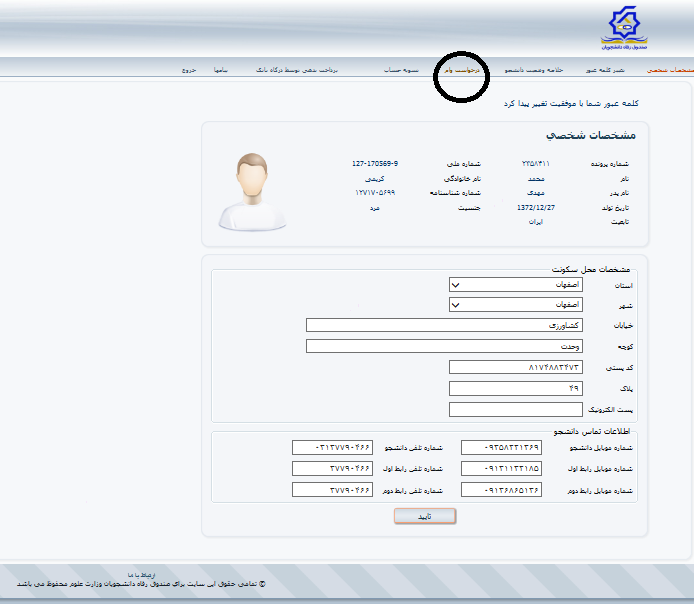 صندوق رفاه دانشجویان
مشخصات شخصی
تغییر کلمه عبور
خلاصه وضعیت دانشجو
درخواست وام
تسویه حساب
پرداخت بدهی توسط درگاه بانک
پیامها
خروج
کلمه عبور شما با موفقیت تغییر پیدا کرد
مشخصات شخصی
شماره پرونده ۲۳۵۸۴۱۱ شماره ملی 127-170569-9
نام محمد نام خانوادگی کریمی
نام پدر مهدی شماره شناسنامه ۱۲۷۱۷۰۵۶۹۹
تاریخ تولد 1372/12/27 جنسیت مرد
تابعیت ایران
مشخصات محل سکونت
استان اصفهان
شهر اصفهان
خیابان کشاورزی
کوچه وحدت
کد پستی ۸۱۷۴۸۸۳۴۷۳
پلاک ۴۹
پست الکترونیک
اطلاعات تماس دانشجو
شماره موبایل دانشجو ۰۹۳۵۸۳۳۱۳۶۹ شماره تلفن دانشجو ۰۳۱۳۷۷۹۰۴۶۶
شماره موبایل رابط اول ۰۹۱۳۱۱۳۳۱۸۵ شماره تلفن رابط اول ۳۷۷۹۰۴۶۶
شماره موبایل رابط دوم ۰۹۱۳۶۸۶۵۱۳۶ شماره تلفن رابط دوم ۳۷۷۹۰۴۶۶
تایید
ارتباط با ما
© تمامی حقوق این سایت برای صندوق رفاه دانشجویان وزارت علوم محفوظ می باشد